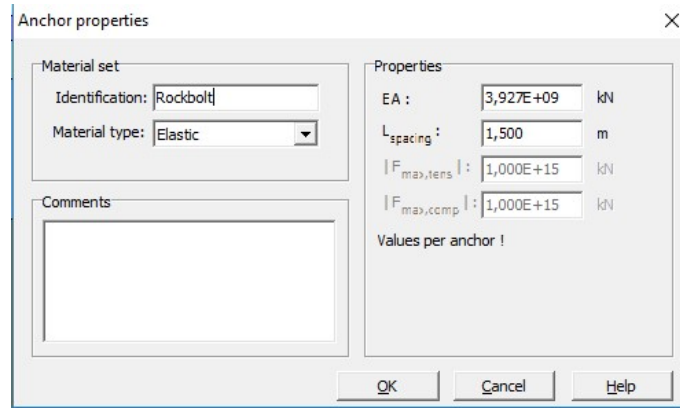 Anchor properties
Material set
Identification: Rockbolt
Material type: Elastic
Comments
Properties
EA: 3,927E+09 kN
Lspacing: 1,500 m
|Fmax,tens|: 1,000E+15 kN
|Fmax,comp|: 1,000E+15 kN
Values per anchor !
OK Cancel Help